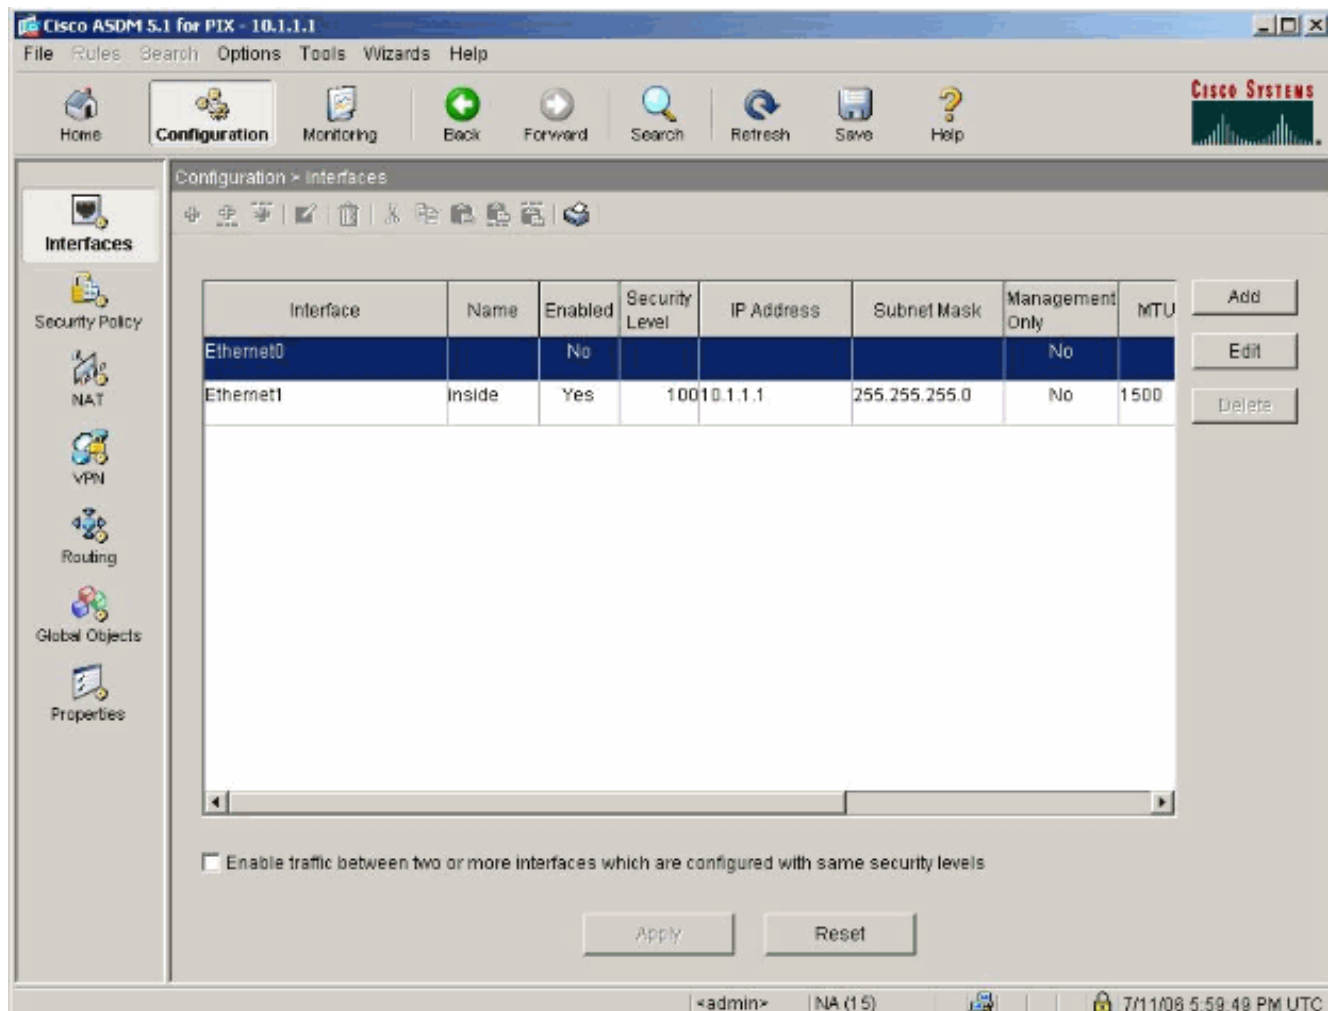 Cisco ASDM 5.1 for PIX - 10.1.1.1
File Rules Search Options Tools Wizards Help
Home Configuration Monitoring Back Forward Search Refresh Save Help
CISCO SYSTEMS
Configuration > Interfaces
Interfaces
Security Policy
NAT
VPN
Routing
Global Objects
Properties
Interface Name Enabled Security Level IP Address Subnet Mask Management Only MTU
Ethernet0 No No
Ethernet1 inside Yes 100 10.1.1.1 255.255.255.0 No 1500
Add
Edit
Delete
Enable traffic between two or more interfaces which are configured with same security levels
Apply Reset
<admin> NA (15) 7/11/06 5:59:49 PM UTC